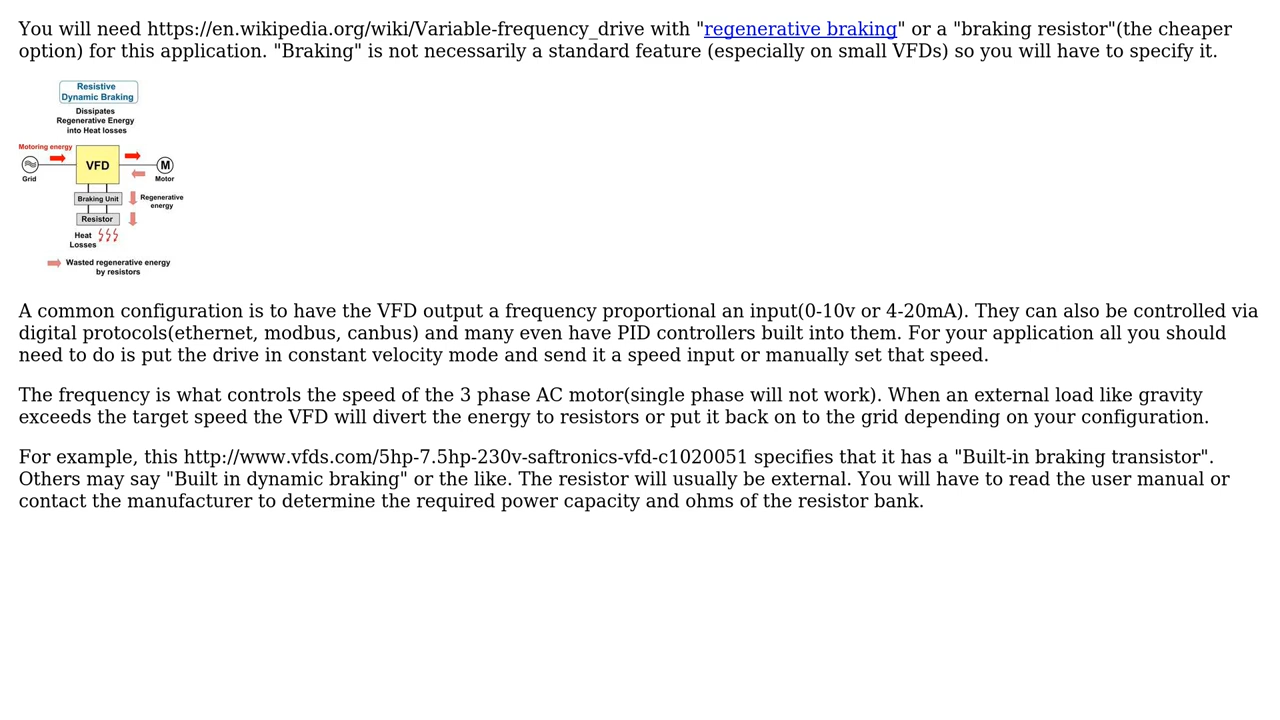 You will need https://en.wikipedia.org/wiki/Variable-frequency_drive with "regenerative braking" or a "braking resistor"(the cheaper
option) for this application. "Braking" is not necessarily a standard feature (especially on small VFDs) so you will have to specify it.
Resistive
Dynamic Braking
Dissipates
Regenerative Energy
into Heat losses
Motoring energy
VFD
M
Grid
Motor
Braking Unit
Regenerative
energy
Resistor
Heat
Losses
Wasted regenerative energy
by resistors
A common configuration is to have the VFD output a frequency proportional an input(0-10v or 4-20mA). They can also be controlled via
digital protocols(ethernet, modbus, canbus) and many even have PID controllers built into them. For your application all you should
need to do is put the drive in constant velocity mode and send it a speed input or manually set that speed.
The frequency is what controls the speed of the 3 phase AC motor(single phase will not work). When an external load like gravity
exceeds the target speed the VFD will divert the energy to resistors or put it back on to the grid depending on your configuration.
For example, this http://www.vfds.com/5hp-7.5hp-230v-saftronics-vfd-c1020051 specifies that it has a "Built-in braking transistor".
Others may say "Built in dynamic braking" or the like. The resistor will usually be external. You will have to read the user manual or
contact the manufacturer to determine the required power capacity and ohms of the resistor bank.